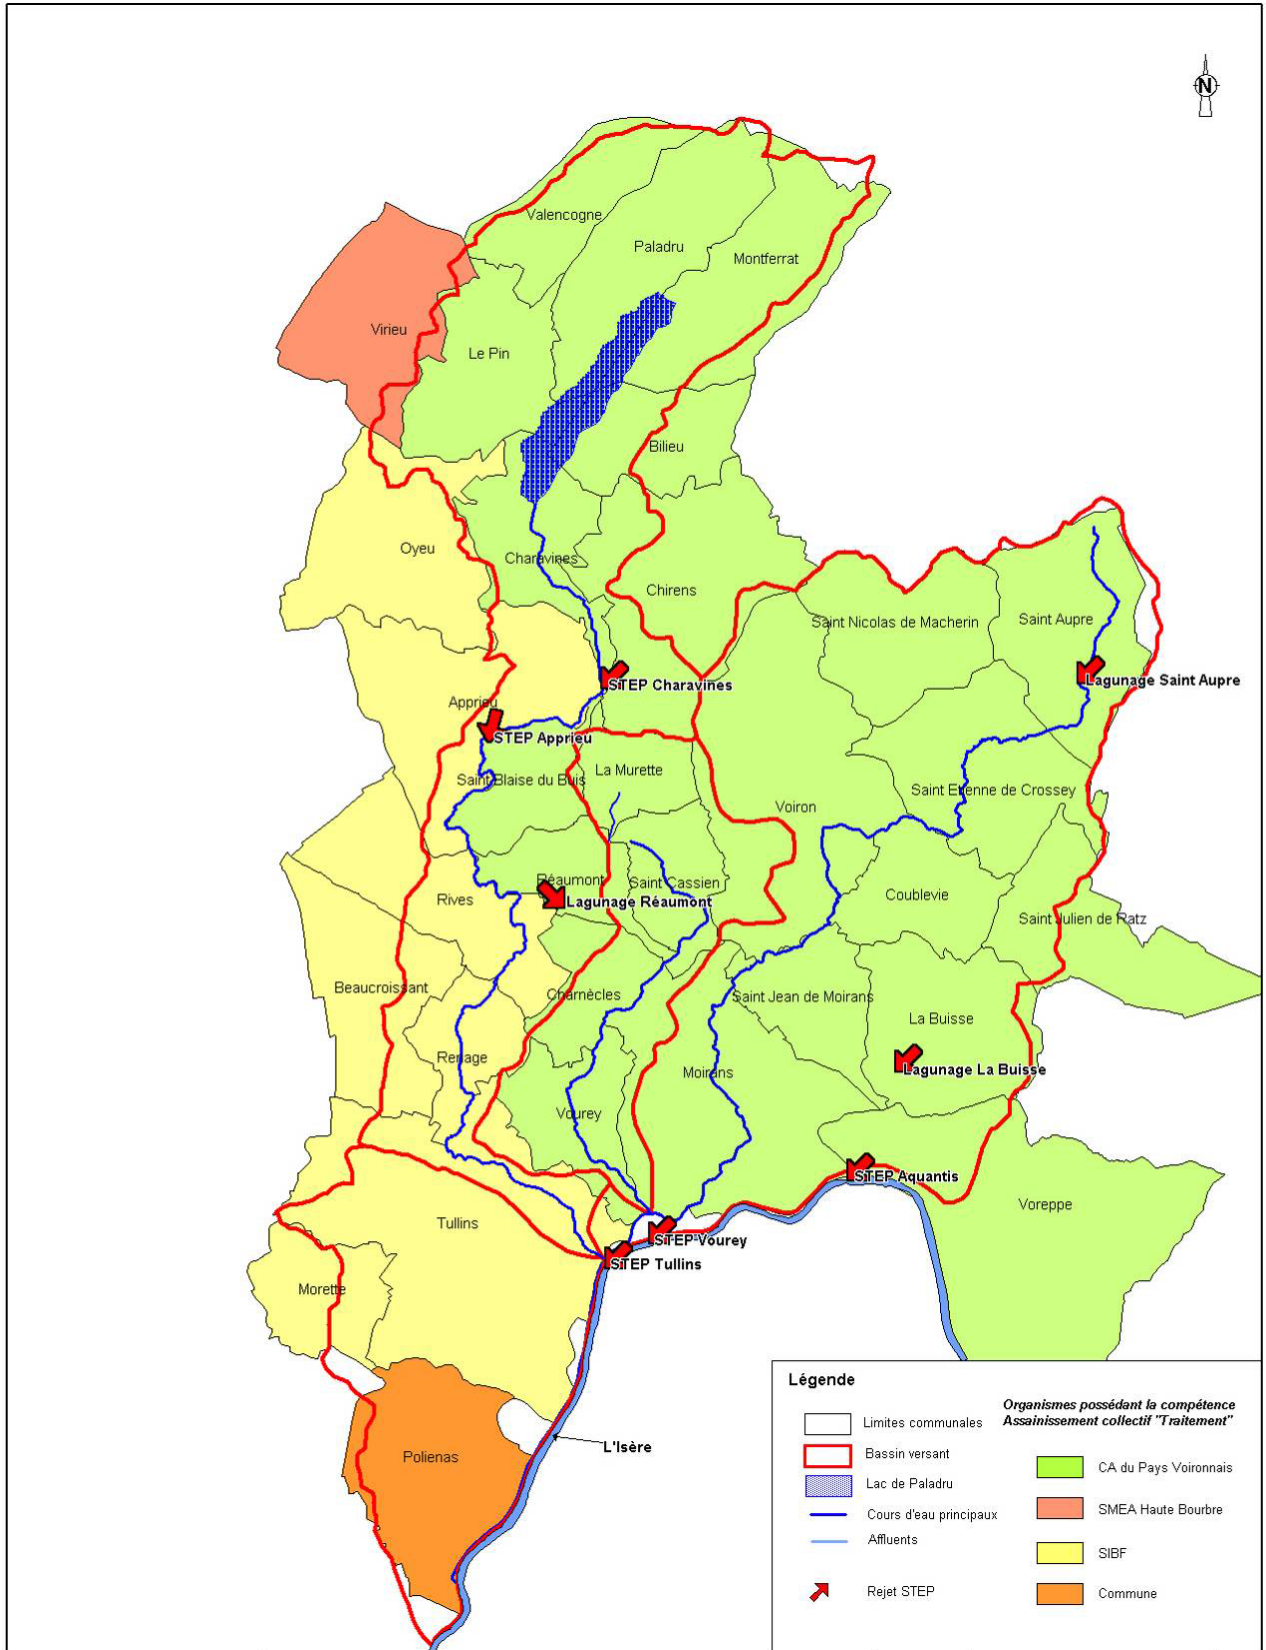 N
Valencogne
Paladru
Montferrat
Virieu
Le Pin
Bilieu
Oyeu
Charavines
Chirens
Saint Nicolas de Macherin
Saint Aupre
STEP Charavines
Lagunage Saint Aupre
Apprieu
STEP Apprieu
La Murette
Saint Blaise du Buis
Voiron
Saint Etienne de Crossey
Réaumont
Saint Cassien
Rives
Lagunage Réaumont
Coublevie
Saint Julien de Ratz
Beaucroissant
Charnècles
Saint Jean de Moirans
La Buisse
Renage
Moirans
Lagunage La Buisse
Vourey
STEP Aquantis
Voreppe
Tullins
STEP Vourey
STEP Tullins
Morette
L'Isère
Polienas
Légende
Limites communales
Bassin versant
Lac de Paladru
Cours d'eau principaux
Affluents
Rejet STEP
Organismes possédant la compétence
Assainissement collectif "Traitement"
CA du Pays Voironnais
SMEA Haute Bourbre
SIBF
Commune